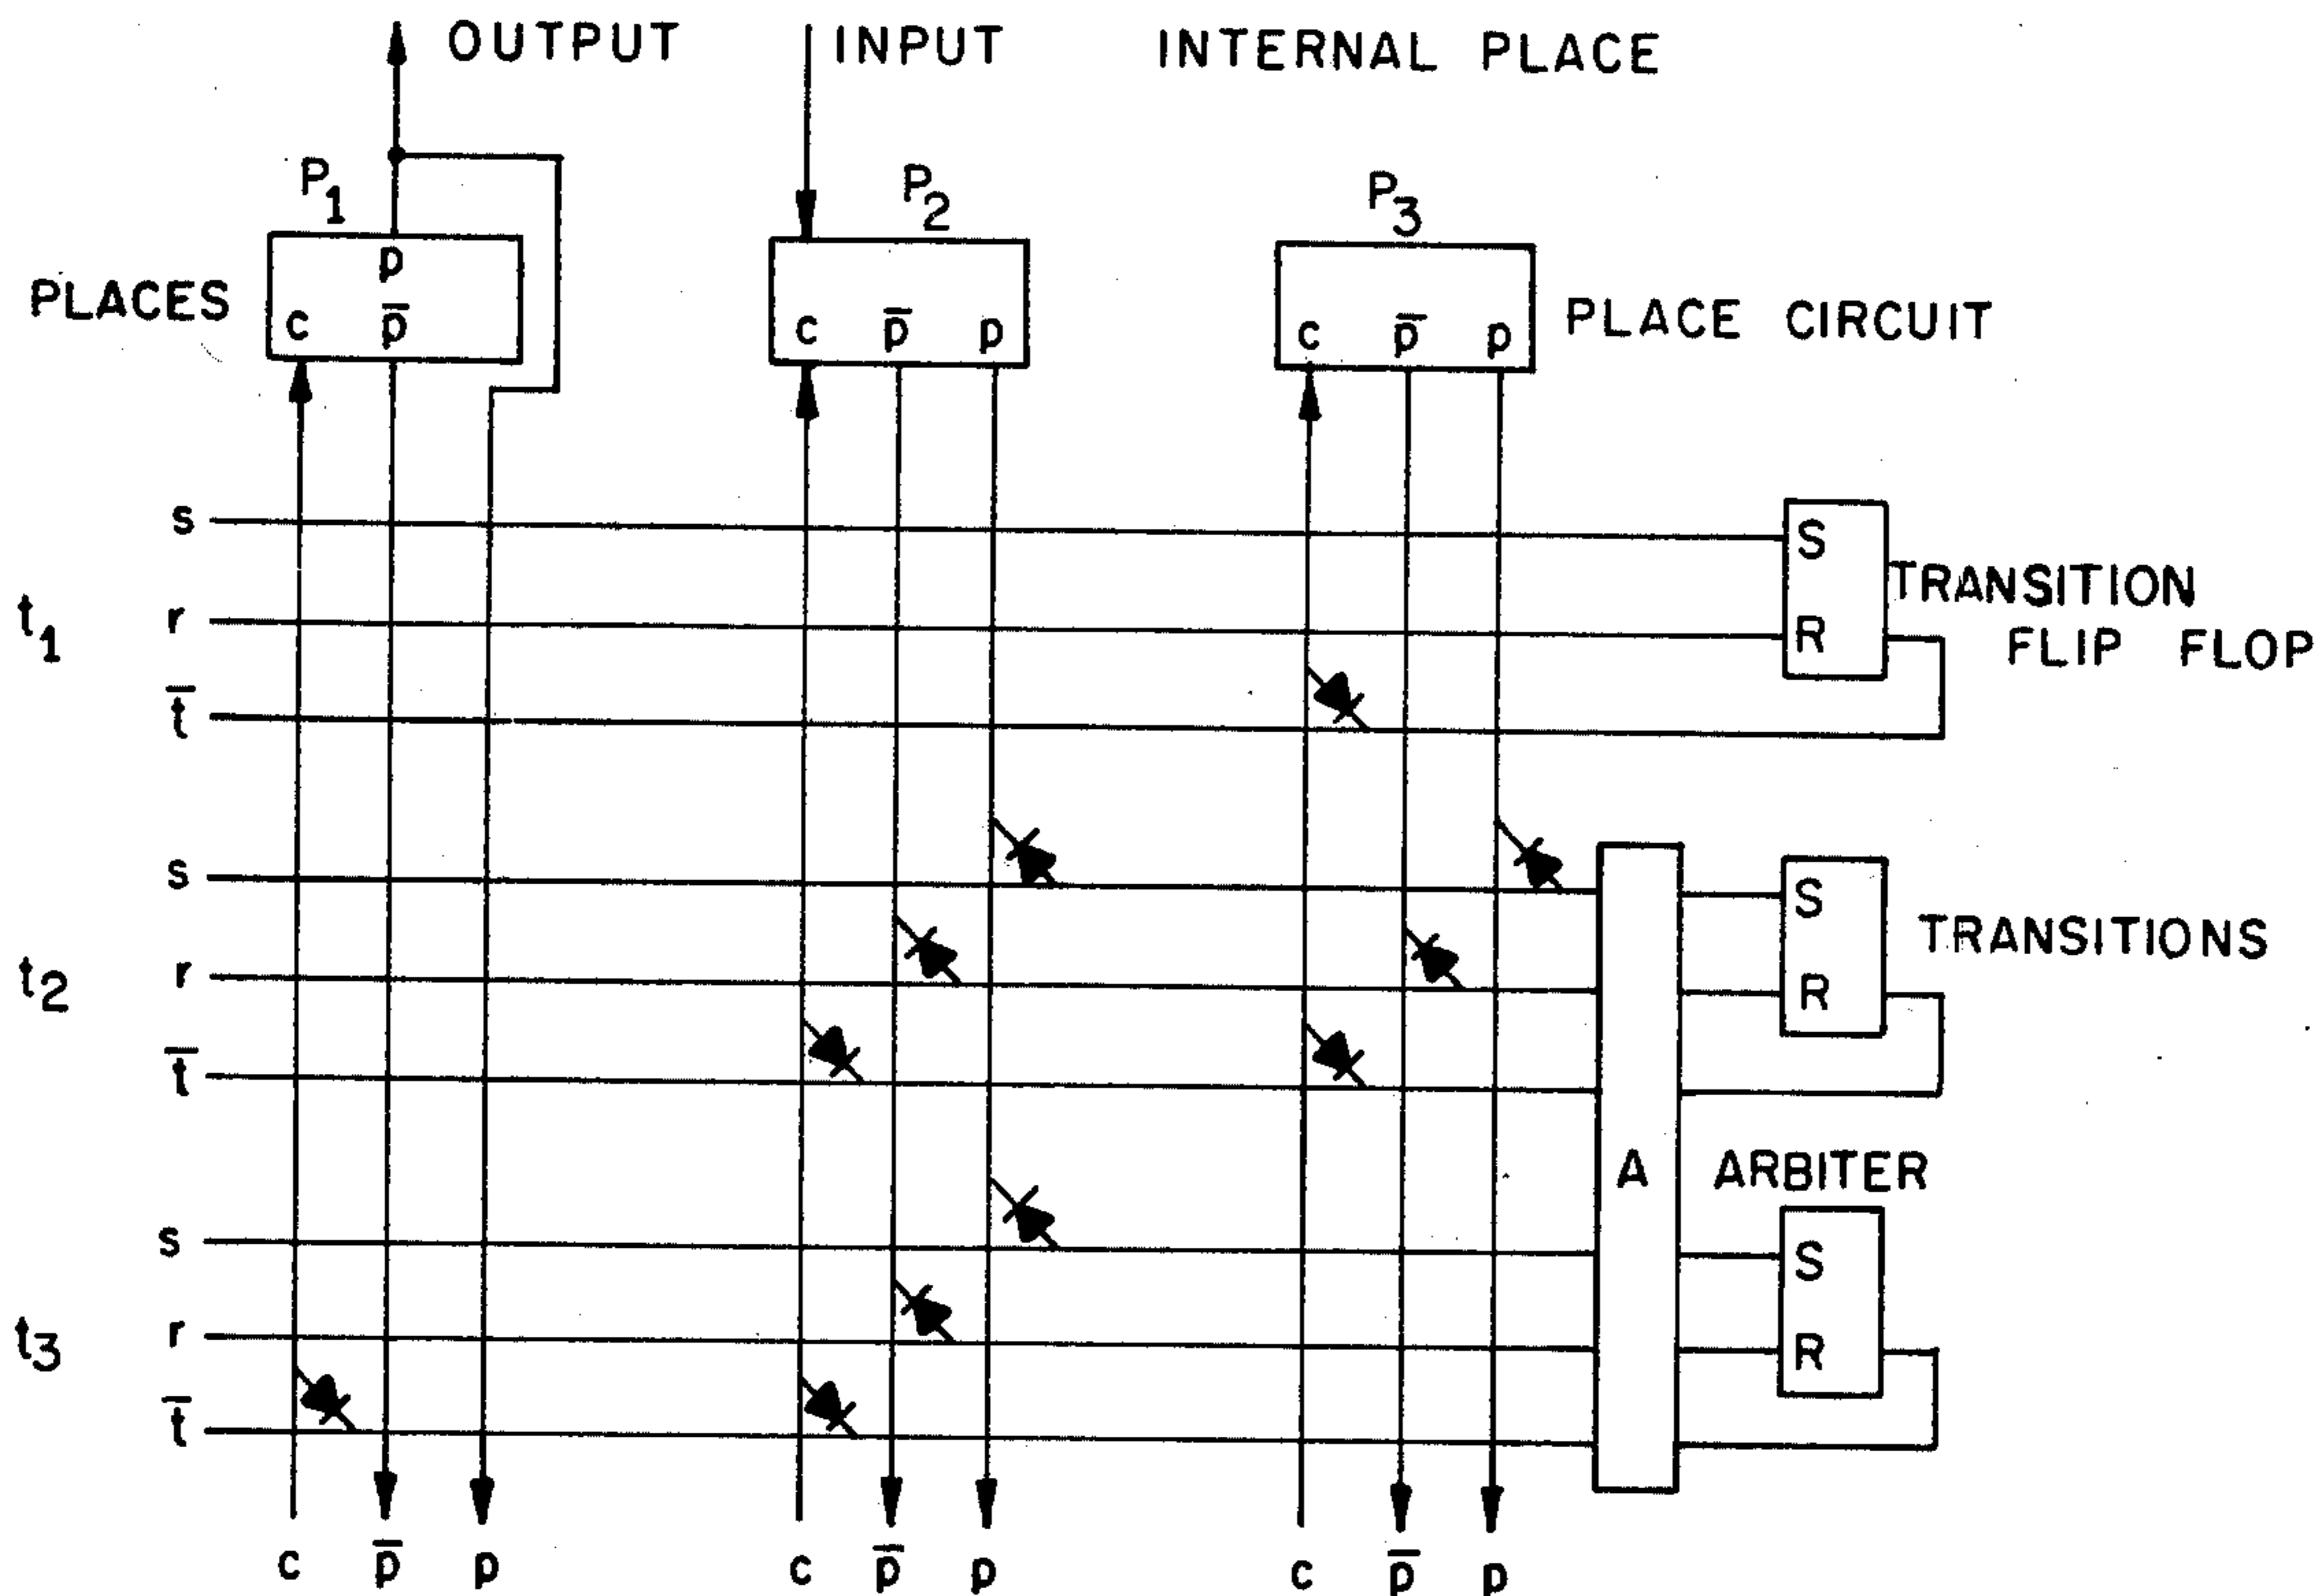 OUTPUT INPUT INTERNAL PLACE
P1 P2 P3
PLACES
p
c p̄
c p̄ p
c p̄ p
PLACE CIRCUIT
s S
t1 r R
TRANSITION
FLIP FLOP
t̄
s S
TRANSITIONS
t2 r R
t̄
A ARBITER
s S
t3 r R
t̄
c p̄ p c p̄ p c p̄ p